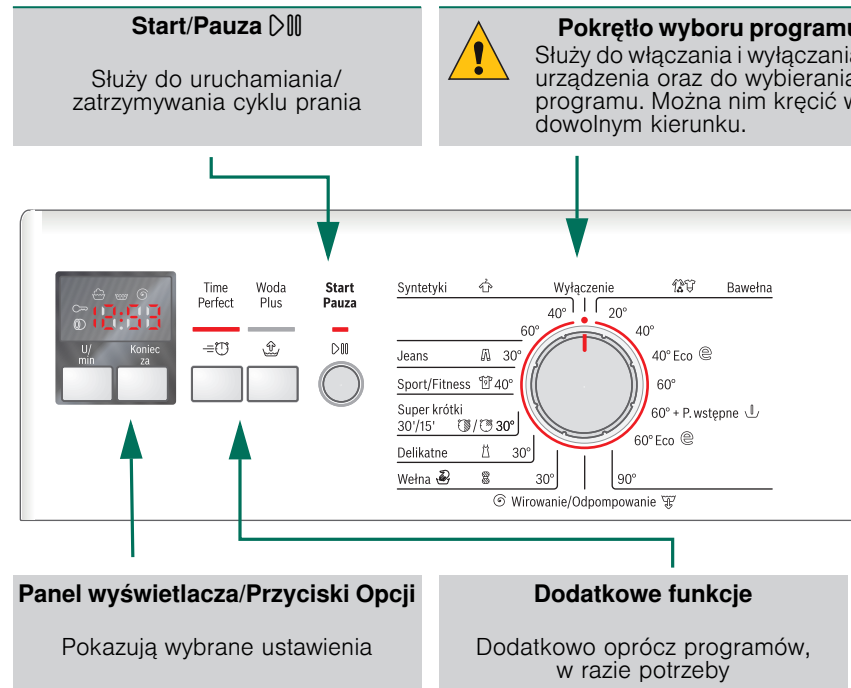 Start/Pauza
Służy do uruchamiania/
zatrzymywania cyklu prania
Pokrętło wyboru programu
Służy do włączania i wyłączania
urządzenia oraz do wybierania
programu. Można nim kręcić w
dowolnym kierunku.
18:53
U/
min
Koniec
za
Time
Perfect
Woda
Plus
Start
Pauza
Syntetyki
Wyłączenie
Bawełna
40°
20°
60°
40°
Jeans 30°
40° Eco
Sport/Fitness 40°
60°
Super krótki
30'/15' / 30°
60° + P. wstępne
60° Eco
Delikatne 30°
Wełna 30°
90°
Wirowanie/Odpompowanie
Panel wyświetlacza/Przyciski Opcji
Pokazują wybrane ustawienia
Dodatkowe funkcje
Dodatkowo oprócz programów,
w razie potrzeby